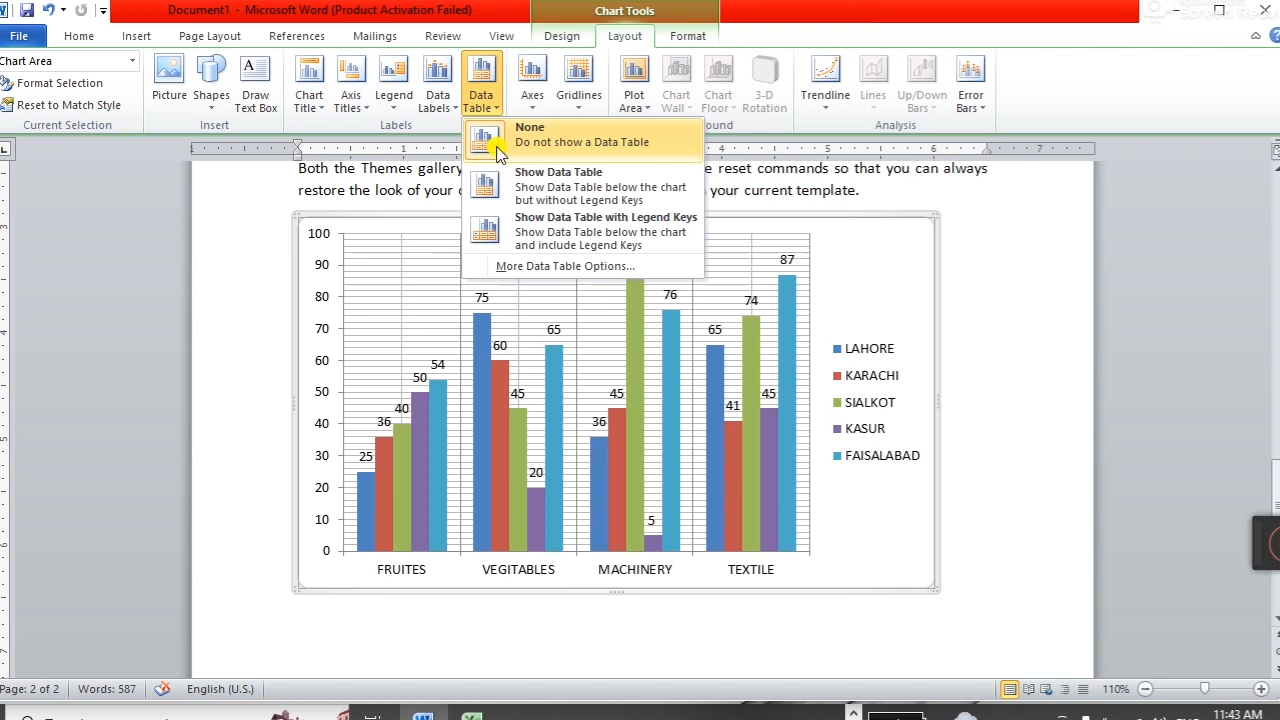 Document1 - Microsoft Word (Product Activation Failed)
Chart Tools
File Home Insert Page Layout References Mailings Review View Design Layout Format
Chart Area
Format Selection
Reset to Match Style
Current Selection
Picture Shapes Draw Text Box
Insert
Chart Title Axis Titles Legend Data Labels Data Table
Labels
Axes Gridlines
Plot Area Chart Wall Chart Floor 3-D Rotation
Trendline Lines Up/Down Bars Error Bars
Analysis
None
Do not show a Data Table
Show Data Table
Show Data Table below the chart
but without Legend Keys
Show Data Table with Legend Keys
Show Data Table below the chart
and include Legend Keys
More Data Table Options...
1 1 4 5 6 7
Both the Themes gallery
reset commands so that you can always
restore the look of your
your current template.
100
90
80
70
60
50
40
30
20
10
0
25 36 40 50 54
75 60 45 20 65
36 45 5 76
65 41 74 45 87
FRUITES VEGITABLES MACHINERY TEXTILE
LAHORE
KARACHI
SIALKOT
KASUR
FAISALABAD
Page: 2 of 2 Words: 587 English (U.S.) 110%
11:43 AM